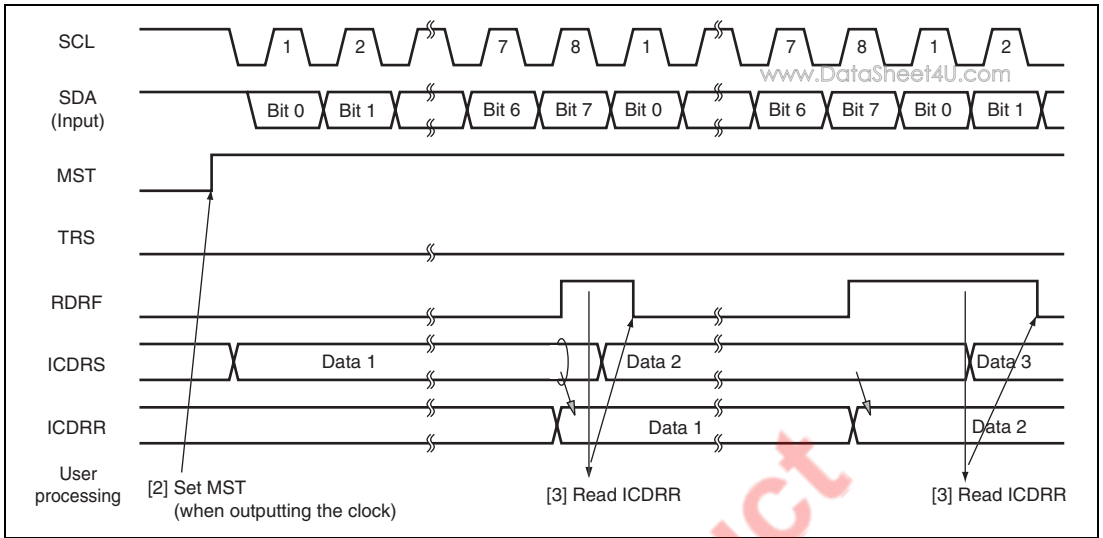 SCL 1 2 7 8 1 7 8 1 2
www.DataSheet4U.com
SDA
(Input) Bit 0 Bit 1 Bit 6 Bit 7 Bit 0 Bit 6 Bit 7 Bit 0 Bit 1
MST
TRS
RDRF
ICDRS Data 1 Data 2 Data 3
ICDRR Data 1 Data 2
User
processing
[2] Set MST
(when outputting the clock)
[3] Read ICDRR
[3] Read ICDRR